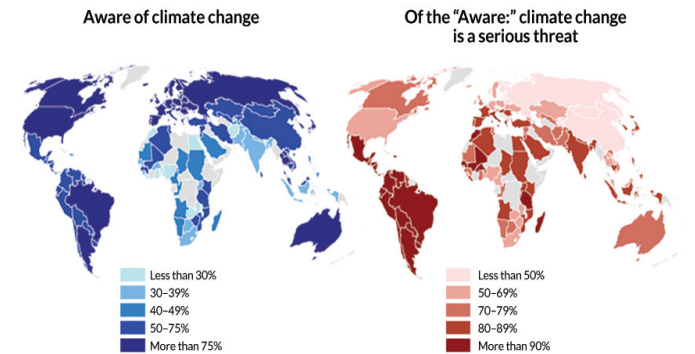 Aware of climate change
Of the “Aware:” climate change
is a serious threat
Less than 30%
30–39%
40–49%
50–75%
More than 75%
Less than 50%
50–69%
70–79%
80–89%
More than 90%